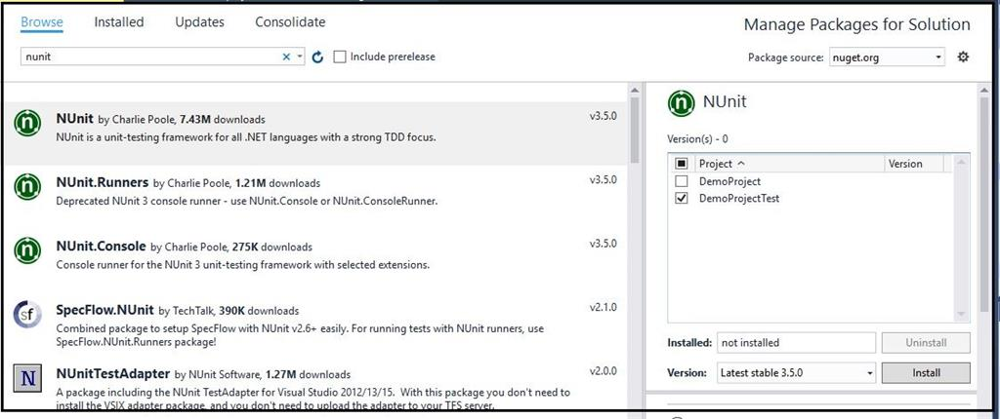 Browse Installed Updates Consolidate
Manage Packages for Solution
nunit
Include prerelease
Package source: nuget.org
NUnit by Charlie Poole, 7.43M downloads
v3.5.0
NUnit is a unit-testing framework for all .NET languages with a strong TDD focus.
NUnit.Runners by Charlie Poole, 1.21M downloads
v3.5.0
Deprecated NUnit 3 console runner - use NUnit.Console or NUnit.ConsoleRunner.
NUnit.Console by Charlie Poole, 275K downloads
v3.5.0
Console runner for the NUnit 3 unit-testing framework with selected extensions.
sf
SpecFlow.NUnit by TechTalk, 390K downloads
v2.1.0
Combined package to setup SpecFlow with NUnit v2.6+ easily. For running tests with NUnit runners, use
SpecFlow.NUnit.Runners package!
N
NUnitTestAdapter by NUnit Software, 1.27M downloads
v2.0.0
A package including the NUnit TestAdapter for Visual Studio 2012/13/15. With this package you don't need to
install the VSIX adapter package, and you don't need to upload the adapter to your TFS server.
NUnit
Version(s) - 0
Project Version
DemoProject
DemoProjectTest
Installed: not installed Uninstall
Version: Latest stable 3.5.0 Install